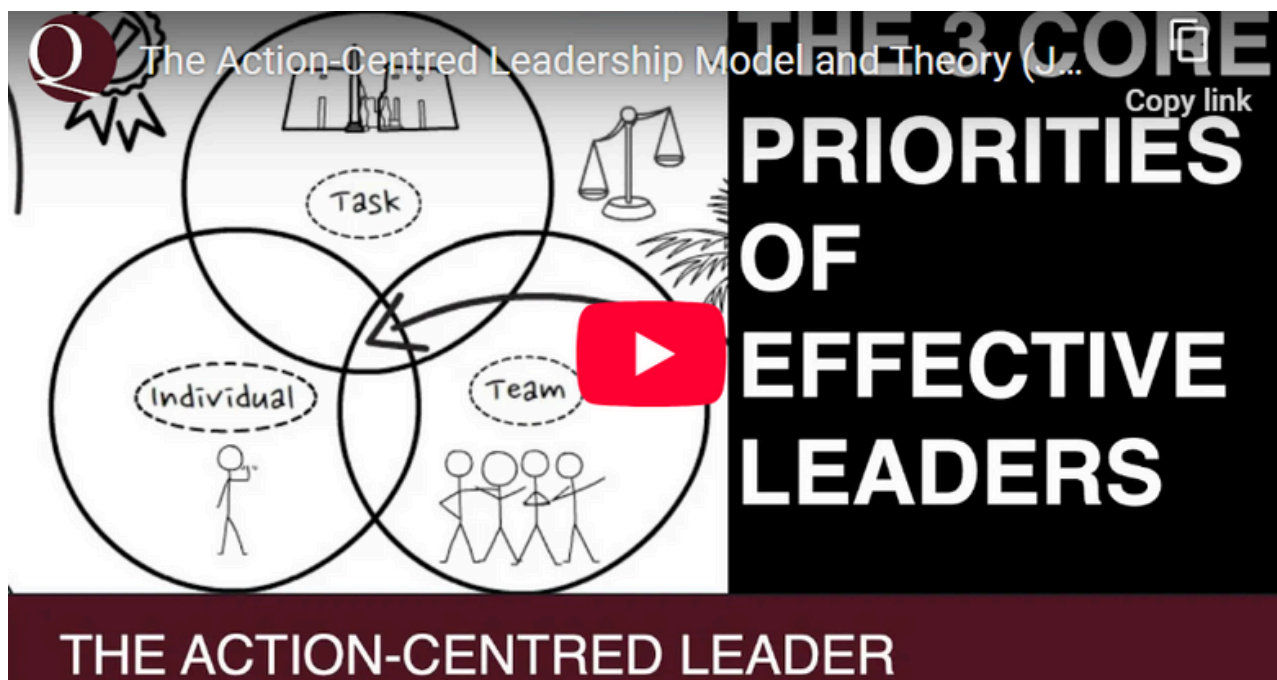 Q
The Action-Centred Leadership Model and Theory (J...
Copy link
THE 3 CORE
PRIORITIES
OF
EFFECTIVE
LEADERS
Task
Individual
Team
THE ACTION-CENTRED LEADER